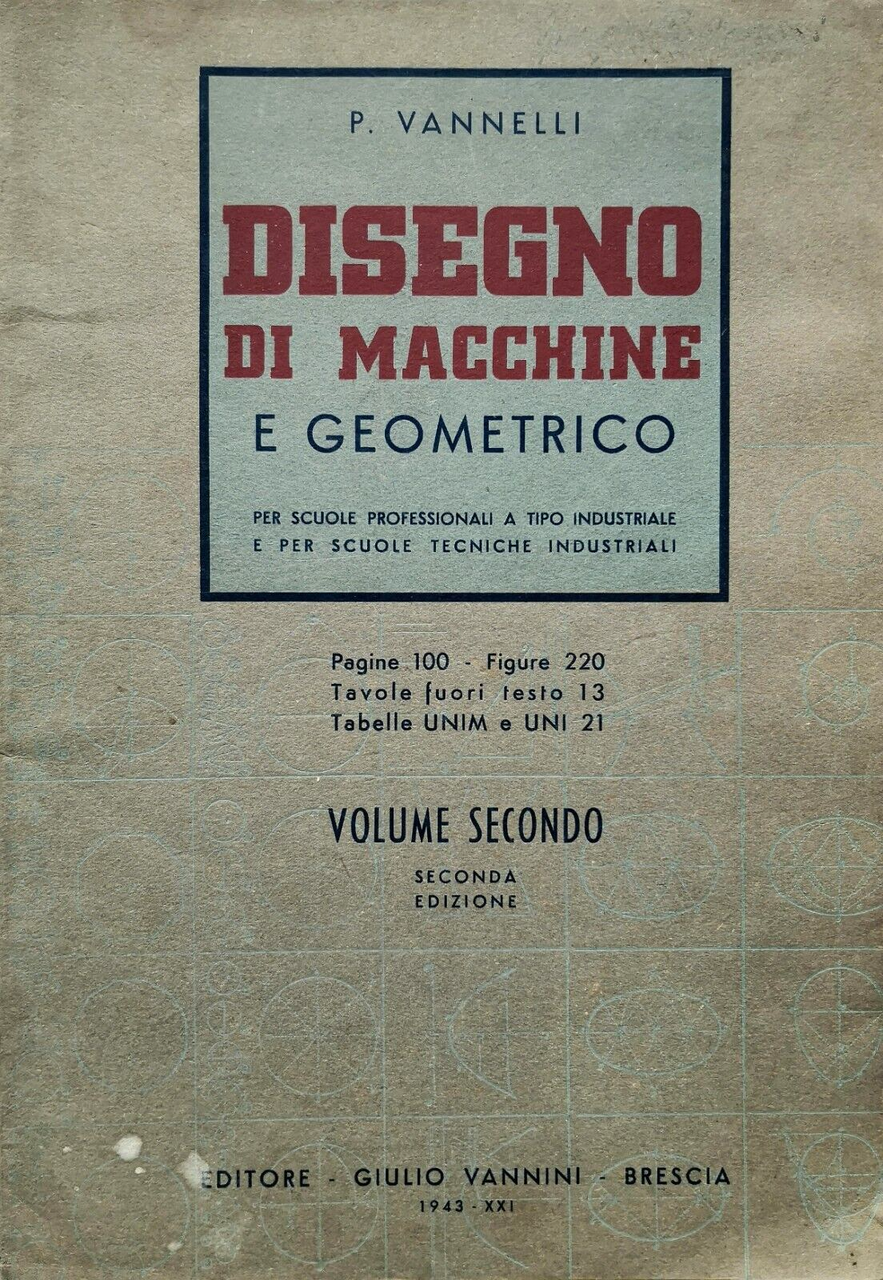 P. VANNELLI
DISEGNO
DI MACCHINE
E GEOMETRICO
PER SCUOLE PROFESSIONALI A TIPO INDUSTRIALE
E PER SCUOLE TECNICHE INDUSTRIALI
Pagine 100 - Figure 220
Tavole fuori testo 13
Tabelle UNIM e UNI 21
VOLUME SECONDO
SECONDA
EDIZIONE
EDITORE - GIULIO VANNINI - BRESCIA
1943 - XXI